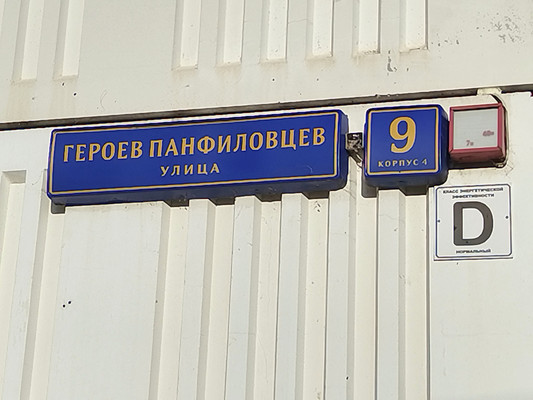 ГЕРОЕВ ПАНФИЛОВЦЕВ
УЛИЦА
9
КОРПУС 4
КЛАСС ЭНЕРГЕТИЧЕСКОЙ
ЭФФЕКТИВНОСТИ
D
НОРМАЛЬНЫЙ